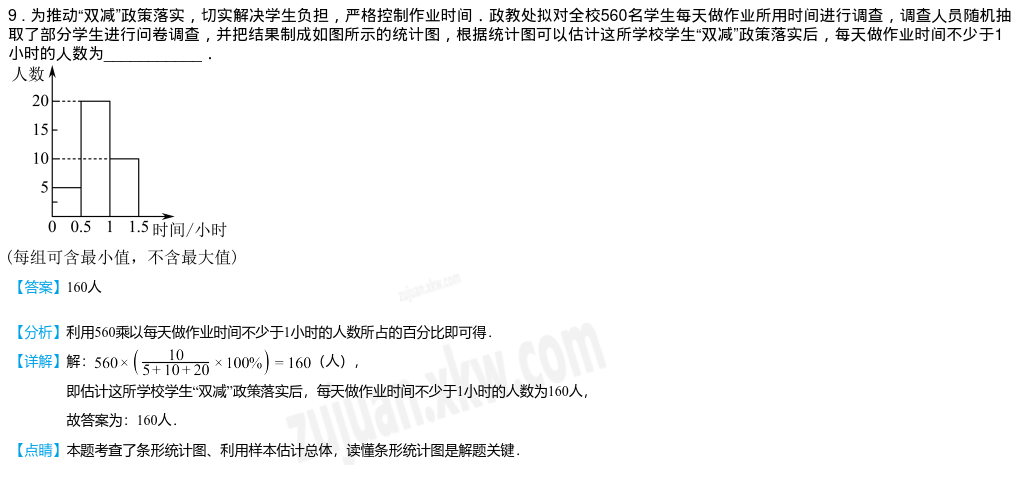 9．为推动“双减”政策落实，切实解决学生负担，严格控制作业时间．政教处拟对全校560名学生每天做作业所用时间进行调查，调查人员随机抽
取了部分学生进行问卷调查，并把结果制成如图所示的统计图，根据统计图可以估计这所学校学生“双减”政策落实后，每天做作业时间不少于1
小时的人数为____________．
人数
20
15
10
5
0 0.5 1 1.5 时间/小时
(每组可含最小值，不含最大值)
【答案】160人
【分析】利用560乘以每天做作业时间不少于1小时的人数所占的百分比即可得．
【详解】解：560×(10/(5+10+20)×100%)=160（人），
即估计这所学校学生“双减”政策落实后，每天做作业时间不少于1小时的人数为160人，
故答案为：160人．
【点睛】本题考查了条形统计图、利用样本估计总体，读懂条形统计图是解题关键．
zujuan.xkw.com
zujuan.xkw.com